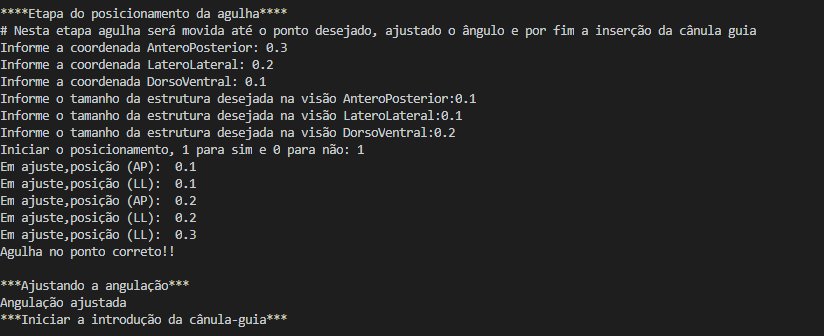 ****Etapa do posicionamento da agulha****
# Nesta etapa agulha será movida até o ponto desejado, ajustado o ângulo e por fim a inserção da cânula guia
Informe a coordenada AnteroPosterior: 0.3
Informe a coordenada LateroLateral: 0.2
Informe a coordenada DorsoVentral: 0.1
Informe o tamanho da estrutura desejada na visão AnteroPosterior:0.1
Informe o tamanho da estrutura desejada na visão LateroLateral:0.1
Informe o tamanho da estrutura desejada na visão DorsoVentral:0.2
Iniciar o posicionamento, 1 para sim e 0 para não: 1
Em ajuste,posição (AP):  0.1
Em ajuste,posição (LL):  0.1
Em ajuste,posição (AP):  0.2
Em ajuste,posição (LL):  0.2
Em ajuste,posição (LL):  0.3
Agulha no ponto correto!!
***Ajustando a angulação***
Angulação ajustada
***Iniciar a introdução da cânula-guia***